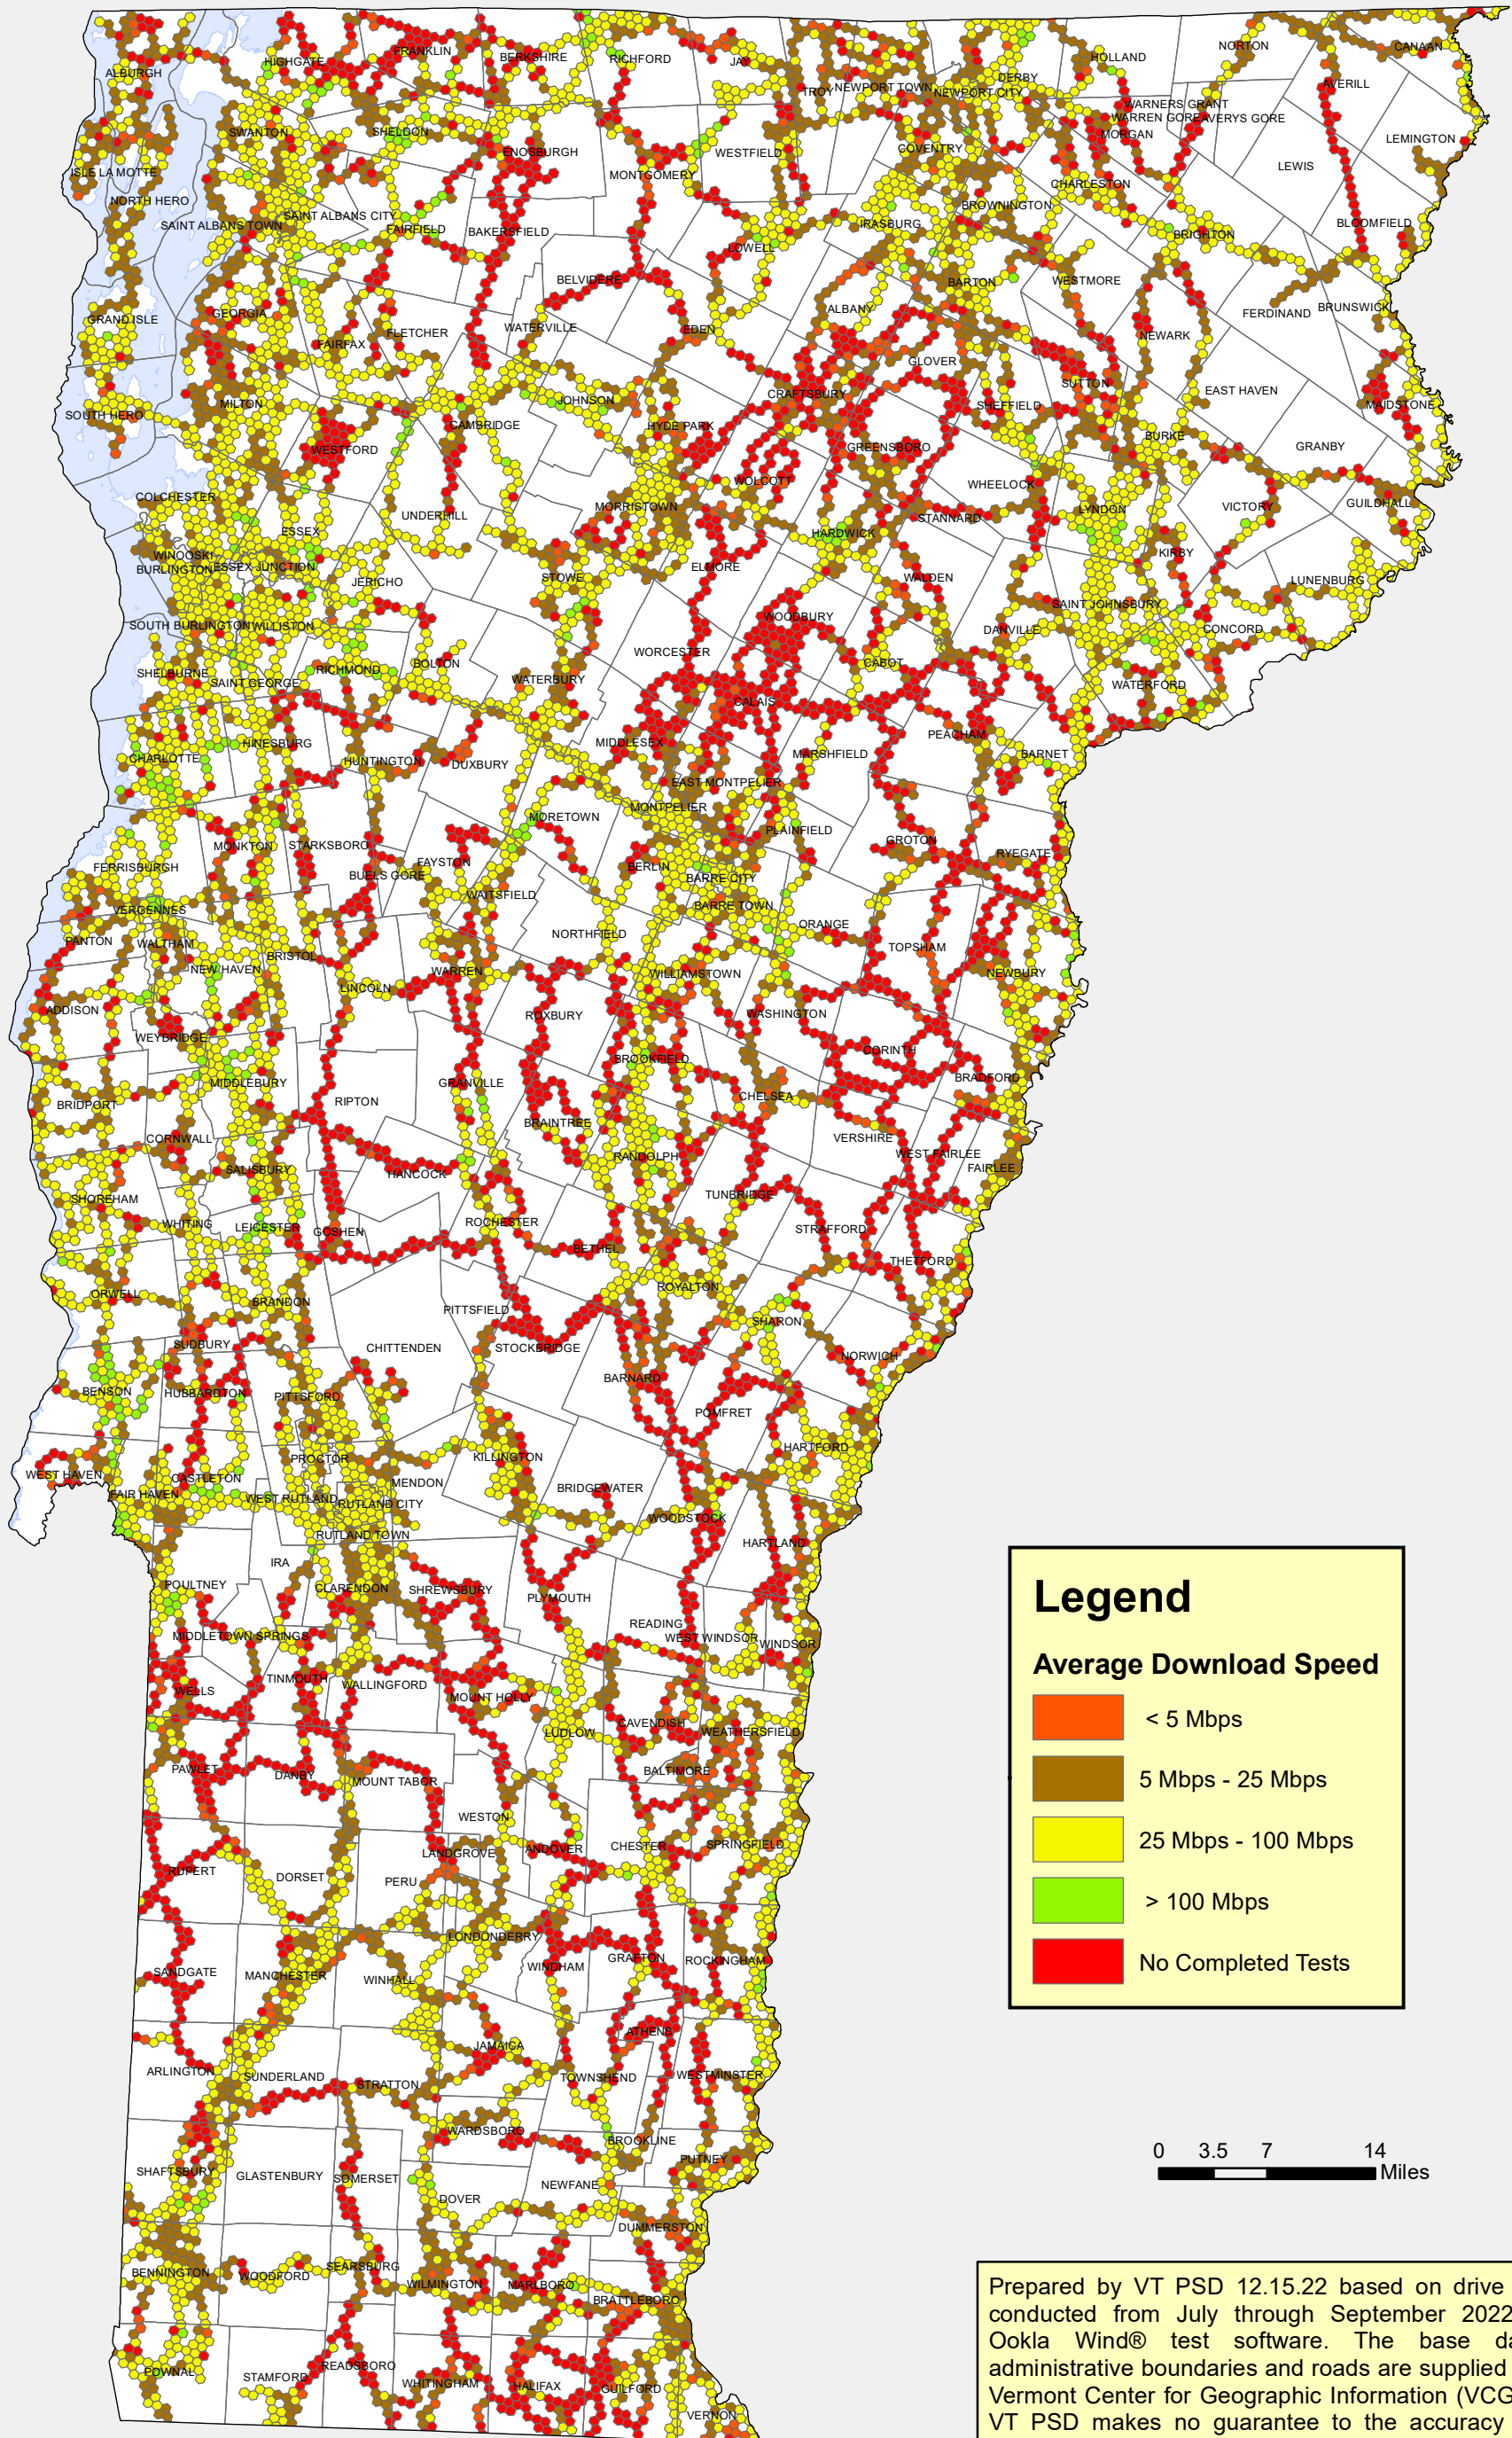 FRANKLIN
HIGHGATE
BERKSHIRE
RICHFORD
JAY
ALBURGH
TROY
NEWPORT TOWN
NEWPORT CITY
DERBY
HOLLAND
NORTON
CANAAN
AVERILL
WARNERS GRANT
WARREN GORE
AVERYS GORE
MORGAN
LEMINGTON
LEWIS
SWANTON
SHELDON
ENOSBURGH
MONTGOMERY
WESTFIELD
COVENTRY
CHARLESTON
ISLE LA MOTTE
NORTH HERO
SAINT ALBANS CITY
SAINT ALBANS TOWN
FAIRFIELD
BAKERSFIELD
LOWELL
IRASBURG
BROWNINGTON
BRIGHTON
BLOOMFIELD
BELVIDERE
BARTON
WESTMORE
FERDINAND
BRUNSWICK
GRAND ISLE
GEORGIA
FAIRFAX
FLETCHER
WATERVILLE
EDEN
ALBANY
GLOVER
NEWARK
SOUTH HERO
MILTON
CAMBRIDGE
JOHNSON
HYDE PARK
CRAFTSBURY
SHEFFIELD
SUTTON
EAST HAVEN
MAIDSTONE
WESTFORD
GREENSBORO
BURKE
GRANBY
COLCHESTER
UNDERHILL
MORRISTOWN
WOLCOTT
WHEELOCK
STANNARD
LYNDON
VICTORY
GUILDHALL
ESSEX
WINOOSKI
BURLINGTON
ESSEX JUNCTION
JERICHO
STOWE
ELMORE
HARDWICK
WALDEN
KIRBY
LUNENBURG
SOUTH BURLINGTON
WILLISTON
WOODBURY
DANVILLE
SAINT JOHNSBURY
CONCORD
SHELBURNE
SAINT GEORGE
RICHMOND
BOLTON
WATERBURY
WORCESTER
CABOT
WATERFORD
CALAIS
CHARLOTTE
HINESBURG
HUNTINGTON
DUXBURY
MIDDLESEX
MARSHFIELD
PEACHAM
BARNET
EAST MONTPELIER
MONTPELIER
MORETOWN
PLAINFIELD
GROTON
RYEGATE
FERRISBURGH
MONKTON
STARKSBORO
BUELS GORE
FAYSTON
WAITSFIELD
BERLIN
BARRE CITY
BARRE TOWN
VERGENNES
PANTON
WALTHAM
NEW HAVEN
BRISTOL
LINCOLN
WARREN
NORTHFIELD
WILLIAMSTOWN
ORANGE
TOPSHAM
NEWBURY
ADDISON
WEYBRIDGE
ROXBURY
WASHINGTON
BROOKFIELD
CORINTH
BRADFORD
BRIDPORT
MIDDLEBURY
RIPTON
GRANVILLE
BRAINTREE
CHELSEA
VERSHIRE
CORNWALL
SALISBURY
HANCOCK
RANDOLPH
WEST FAIRLEE
FAIRLEE
SHOREHAM
WHITING
LEICESTER
GOSHEN
ROCHESTER
TUNBRIDGE
STRAFFORD
BETHEL
THETFORD
ORWELL
BRANDON
PITTSFIELD
ROYALTON
SHARON
SUDBURY
CHITTENDEN
STOCKBRIDGE
NORWICH
BENSON
HUBBARDTON
PITTSFORD
BARNARD
POMFRET
WEST HAVEN
CASTLETON
PROCTOR
MENDON
KILLINGTON
HARTFORD
FAIR HAVEN
WEST RUTLAND
RUTLAND CITY
BRIDGEWATER
WOODSTOCK
RUTLAND TOWN
HARTLAND
IRA
POULTNEY
CLARENDON
SHREWSBURY
PLYMOUTH
READING
WEST WINDSOR
WINDSOR
MIDDLETOWN SPRINGS
TINMOUTH
WALLINGFORD
MOUNT HOLLY
WELLS
LUDLOW
CAVENDISH
WEATHERSFIELD
PAWLET
DANBY
MOUNT TABOR
BALTIMORE
WESTON
LANDGROVE
ANDOVER
CHESTER
SPRINGFIELD
RUPERT
DORSET
PERU
LONDONDERRY
SANDGATE
MANCHESTER
WINHALL
WINDHAM
GRAFTON
ROCKINGHAM
ATHENS
JAMAICA
ARLINGTON
SUNDERLAND
STRATTON
TOWNSHEND
WESTMINSTER
WARDSBORO
BROOKLINE
PUTNEY
SHAFTSBURY
GLASTENBURY
SOMERSET
DOVER
NEWFANE
DUMMERSTON
BENNINGTON
WOODFORD
SEARSBURG
WILMINGTON
MARLBORO
BRATTLEBORO
POWNAL
STAMFORD
READSBORO
WHITINGHAM
HALIFAX
GUILFORD
VERNON
Legend
Average Download Speed
< 5 Mbps
5 Mbps - 25 Mbps
25 Mbps - 100 Mbps
> 100 Mbps
No Completed Tests
0 3.5 7 14
Miles
Prepared by VT PSD 12.15.22 based on drive
conducted from July through September 2022
Ookla Wind® test software. The base da
administrative boundaries and roads are supplied
Vermont Center for Geographic Information (VCG
VT PSD makes no guarantee to the accuracy